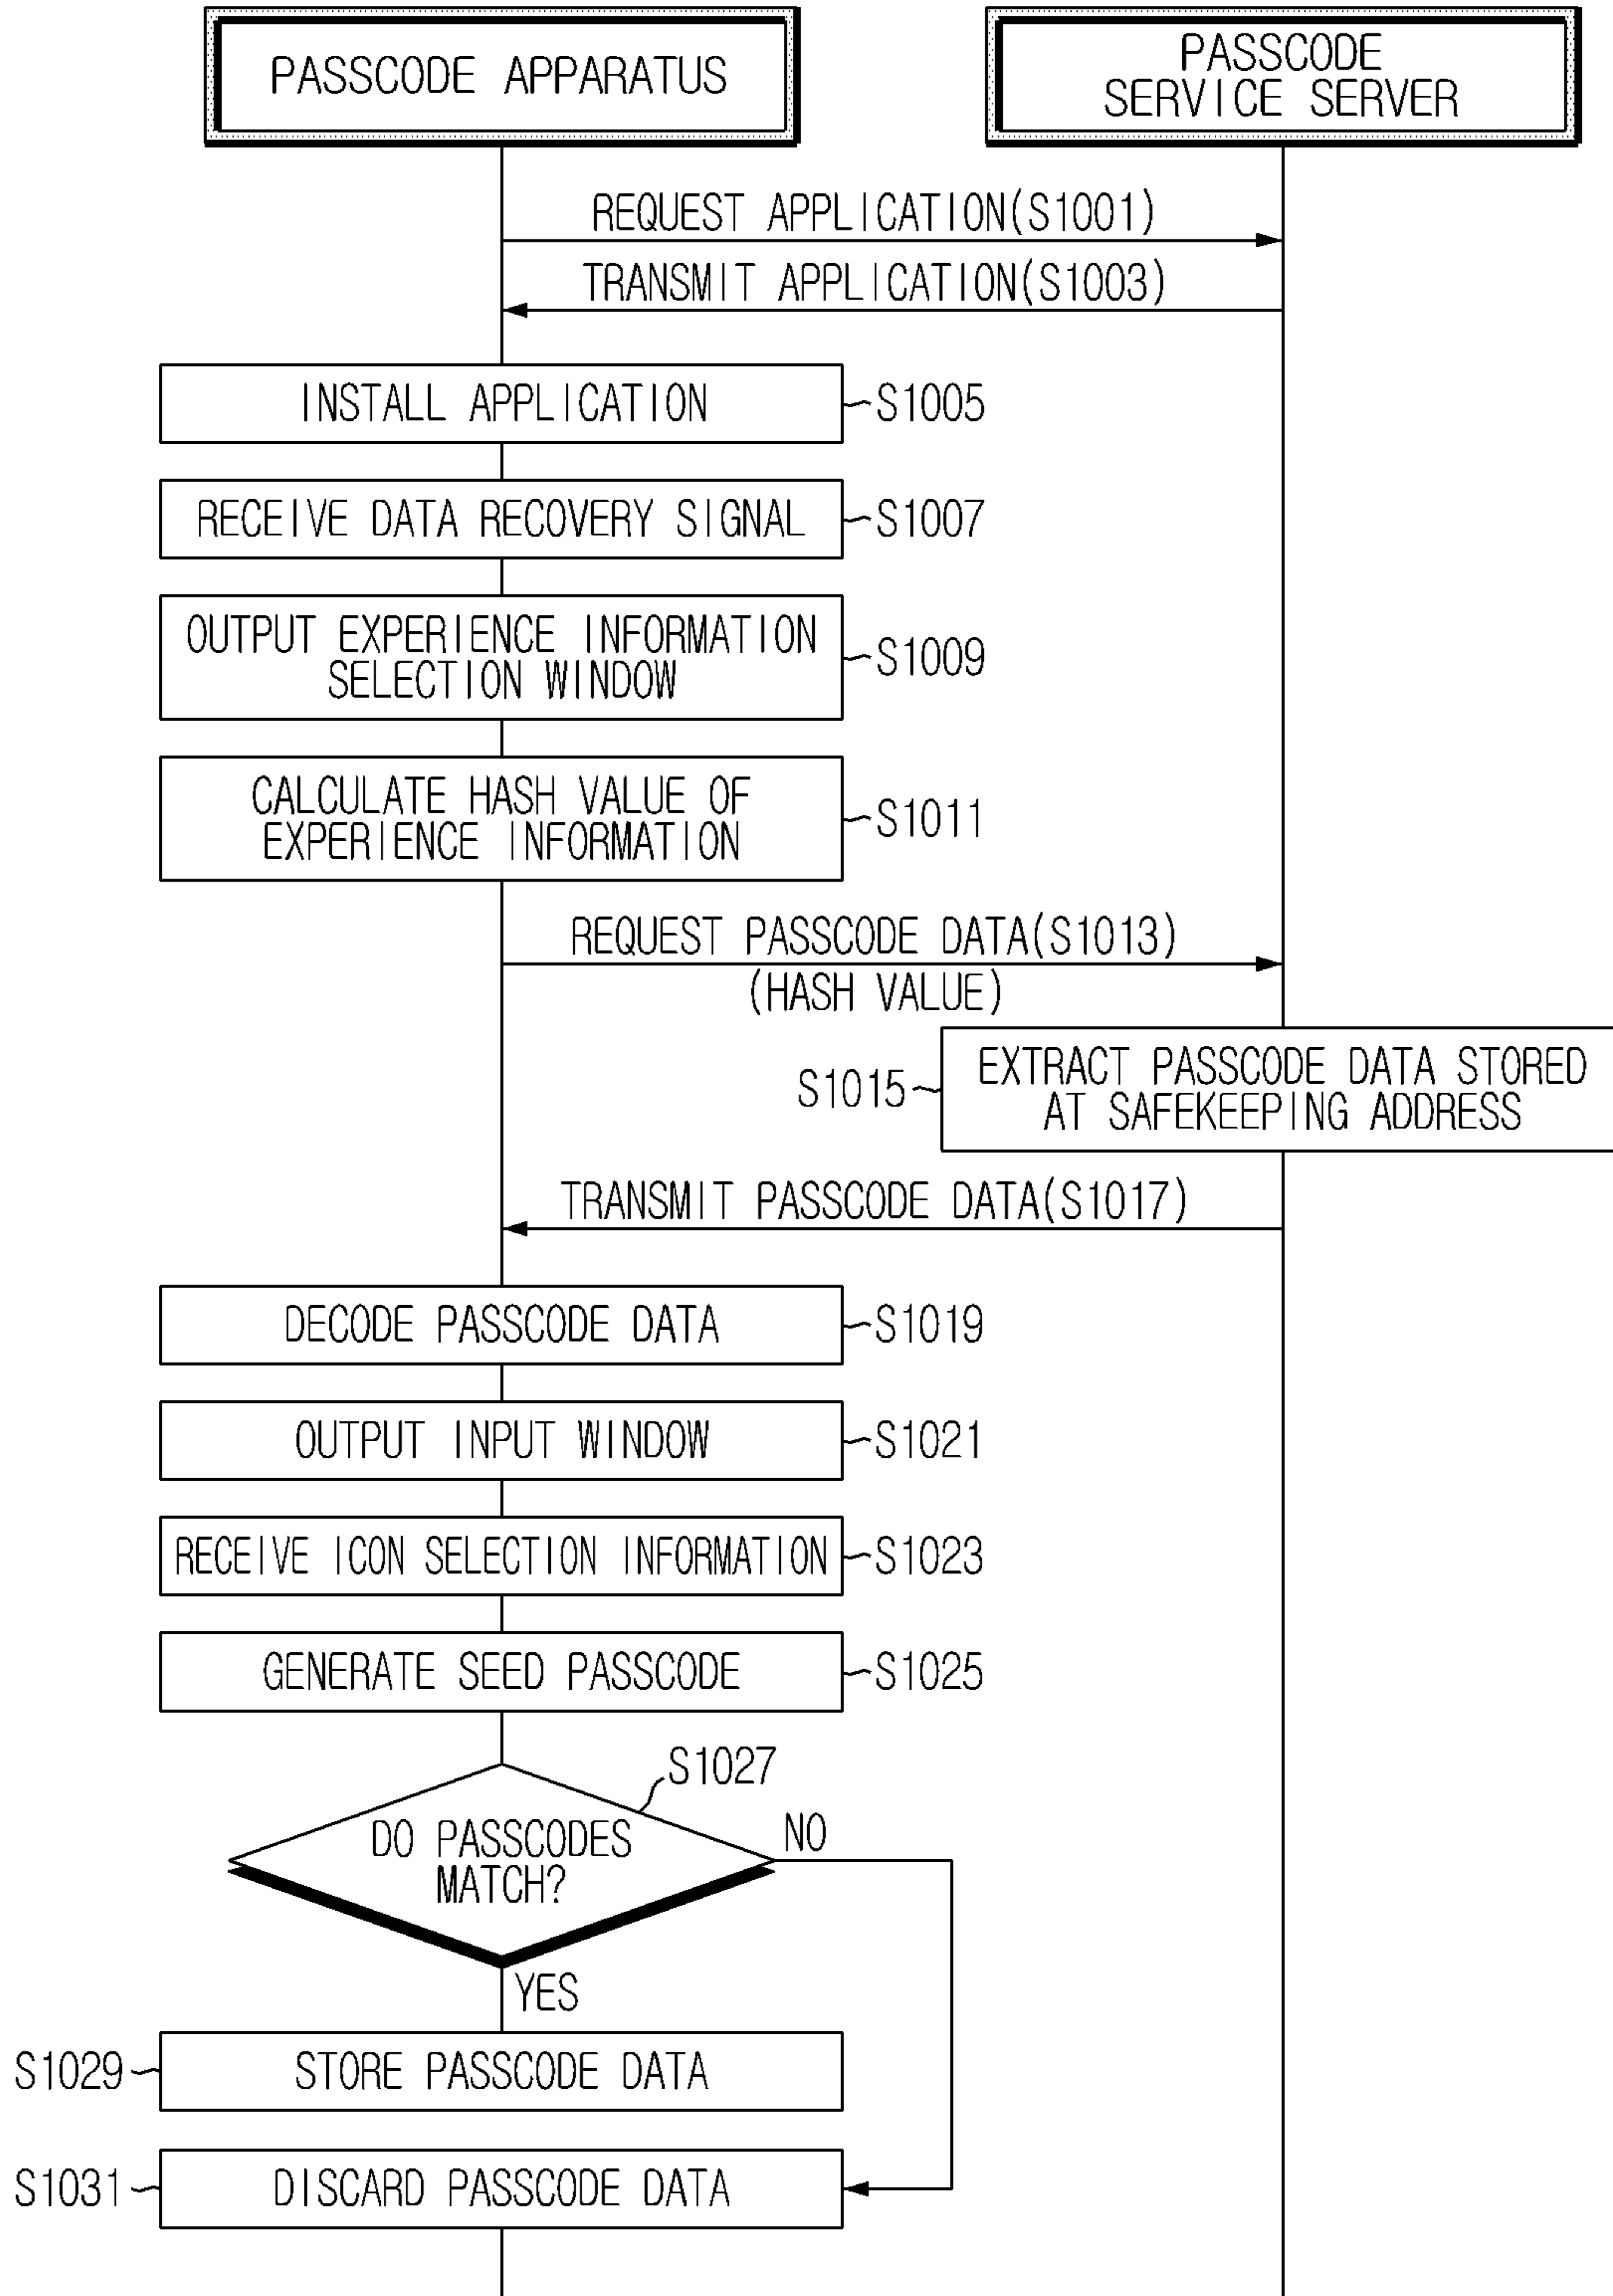 PASSCODE APPARATUS
PASSCODE
SERVICE SERVER
REQUEST APPLICATION(S1001)
TRANSMIT APPLICATION(S1003)
INSTALL APPLICATION
S1005
RECEIVE DATA RECOVERY SIGNAL
S1007
OUTPUT EXPERIENCE INFORMATION
SELECTION WINDOW
S1009
CALCULATE HASH VALUE OF
EXPERIENCE INFORMATION
S1011
REQUEST PASSCODE DATA(S1013)
(HASH VALUE)
S1015
EXTRACT PASSCODE DATA STORED
AT SAFEKEEPING ADDRESS
TRANSMIT PASSCODE DATA(S1017)
DECODE PASSCODE DATA
S1019
OUTPUT INPUT WINDOW
S1021
RECEIVE ICON SELECTION INFORMATION
S1023
GENERATE SEED PASSCODE
S1025
S1027
DO PASSCODES
MATCH?
NO
YES
S1029
STORE PASSCODE DATA
S1031
DISCARD PASSCODE DATA